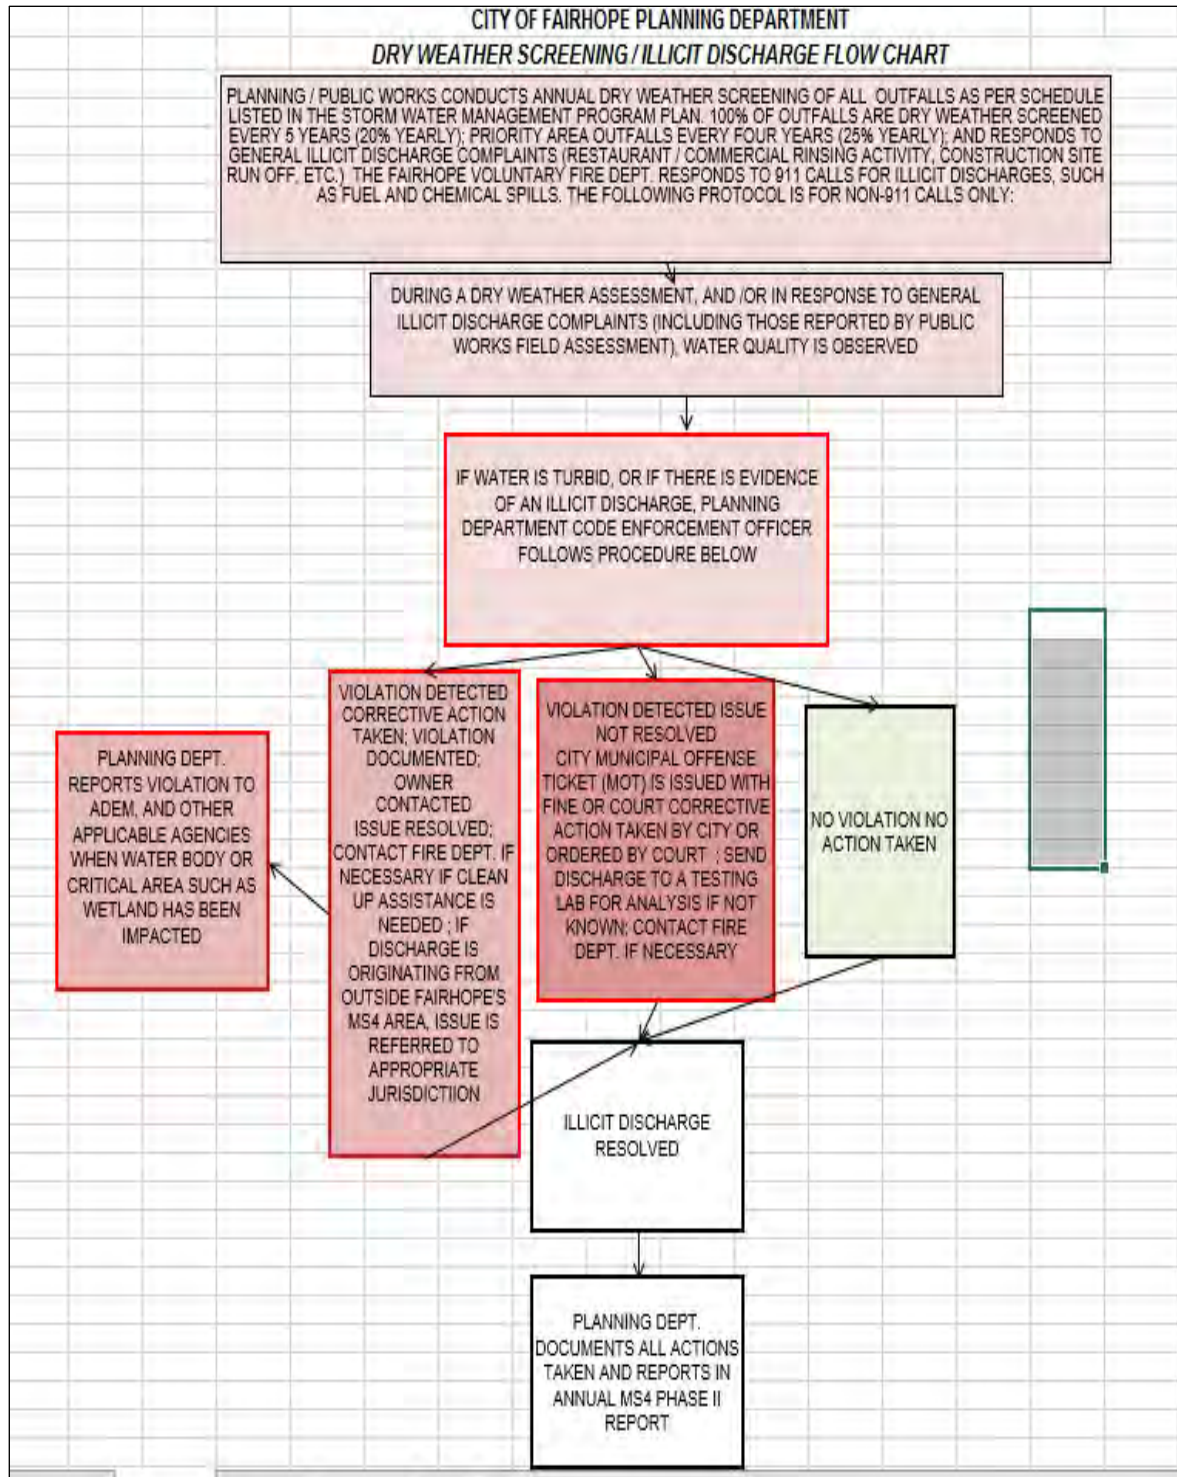 CITY OF FAIRHOPE PLANNING DEPARTMENT
DRY WEATHER SCREENING / ILLICIT DISCHARGE FLOW CHART
PLANNING / PUBLIC WORKS CONDUCTS ANNUAL DRY WEATHER SCREENING OF ALL OUTFALLS AS PER SCHEDULE
LISTED IN THE STORM WATER MANAGEMENT PROGRAM PLAN. 100% OF OUTFALLS ARE DRY WEATHER SCREENED
EVERY 5 YEARS (20% YEARLY); PRIORITY AREA OUTFALLS EVERY FOUR YEARS (25% YEARLY); AND RESPONDS TO
GENERAL ILLICIT DISCHARGE COMPLAINTS (RESTAURANT / COMMERCIAL RINSING ACTIVITY, CONSTRUCTION SITE
RUN OFF, ETC.) THE FAIRHOPE VOLUNTARY FIRE DEPT. RESPONDS TO 911 CALLS FOR ILLICIT DISCHARGES, SUCH
AS FUEL AND CHEMICAL SPILLS. THE FOLLOWING PROTOCOL IS FOR NON-911 CALLS ONLY:
DURING A DRY WEATHER ASSESSMENT, AND /OR IN RESPONSE TO GENERAL
ILLICIT DISCHARGE COMPLAINTS (INCLUDING THOSE REPORTED BY PUBLIC
WORKS FIELD ASSESSMENT), WATER QUALITY IS OBSERVED
IF WATER IS TURBID, OR IF THERE IS EVIDENCE
OF AN ILLICIT DISCHARGE, PLANNING
DEPARTMENT CODE ENFORCEMENT OFFICER
FOLLOWS PROCEDURE BELOW
PLANNING DEPT.
REPORTS VIOLATION TO
ADEM, AND OTHER
APPLICABLE AGENCIES
WHEN WATER BODY OR
CRITICAL AREA SUCH AS
WETLAND HAS BEEN
IMPACTED
VIOLATION DETECTED
CORRECTIVE ACTION
TAKEN; VIOLATION
DOCUMENTED;
OWNER
CONTACTED
ISSUE RESOLVED;
CONTACT FIRE DEPT. IF
NECESSARY IF CLEAN
UP ASSISTANCE IS
NEEDED ; IF
DISCHARGE IS
ORIGINATING FROM
OUTSIDE FAIRHOPE'S
MS4 AREA, ISSUE IS
REFERRED TO
APPROPRIATE
JURISDICTIION
VIOLATION DETECTED ISSUE
NOT RESOLVED
CITY MUNICIPAL OFFENSE
TICKET (MOT) IS ISSUED WITH
FINE OR COURT CORRECTIVE
ACTION TAKEN BY CITY OR
ORDERED BY COURT ; SEND
DISCHARGE TO A TESTING
LAB FOR ANALYSIS IF NOT
KNOWN; CONTACT FIRE
DEPT. IF NECESSARY
NO VIOLATION NO
ACTION TAKEN
ILLICIT DISCHARGE
RESOLVED
PLANNING DEPT.
DOCUMENTS ALL ACTIONS
TAKEN AND REPORTS IN
ANNUAL MS4 PHASE II
REPORT